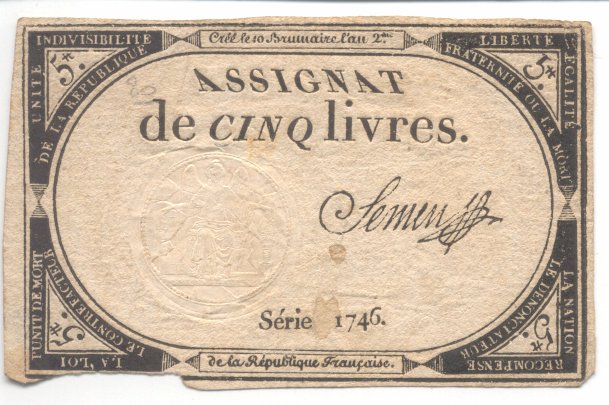 Créé le 10 Brumaire l'an 2.me
UNITÉ INDIVISIBILITÉ
DE LA RÉPUBLIQUE
5.
LIBERTÉ ÉGALITÉ
FRATERNITÉ OU LA MORT
5.
ASSIGNAT
de CINQ livres.
Série 1746.
LA LOI PUNIT DE MORT
LE CONTREFACTEUR
5.
LA NATION RECOMPENSE
LE DÉNONCIATEUR
5.
de la République Française.